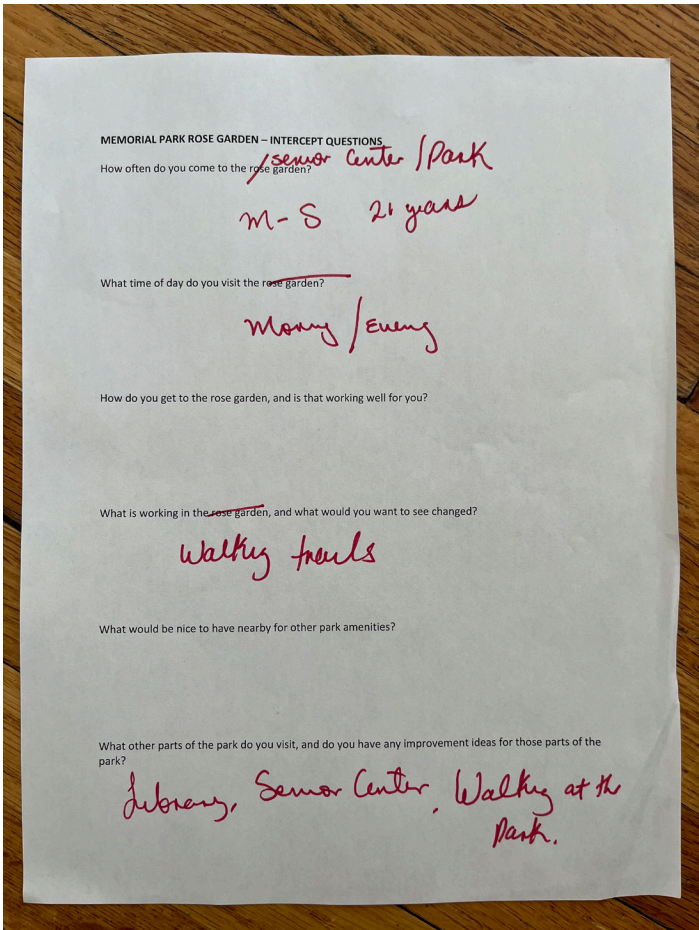 MEMORIAL PARK ROSE GARDEN – INTERCEPT QUESTIONS
/senior Center / Park
How often do you come to the rose garden?
M-S 21 years
What time of day do you visit the rose garden?
Morning / Evening
How do you get to the rose garden, and is that working well for you?
What is working in the rose garden, and what would you want to see changed?
Walking trails
What would be nice to have nearby for other park amenities?
What other parts of the park do you visit, and do you have any improvement ideas for those parts of the
park?
Library, Senior Center, Walking at the
Park.